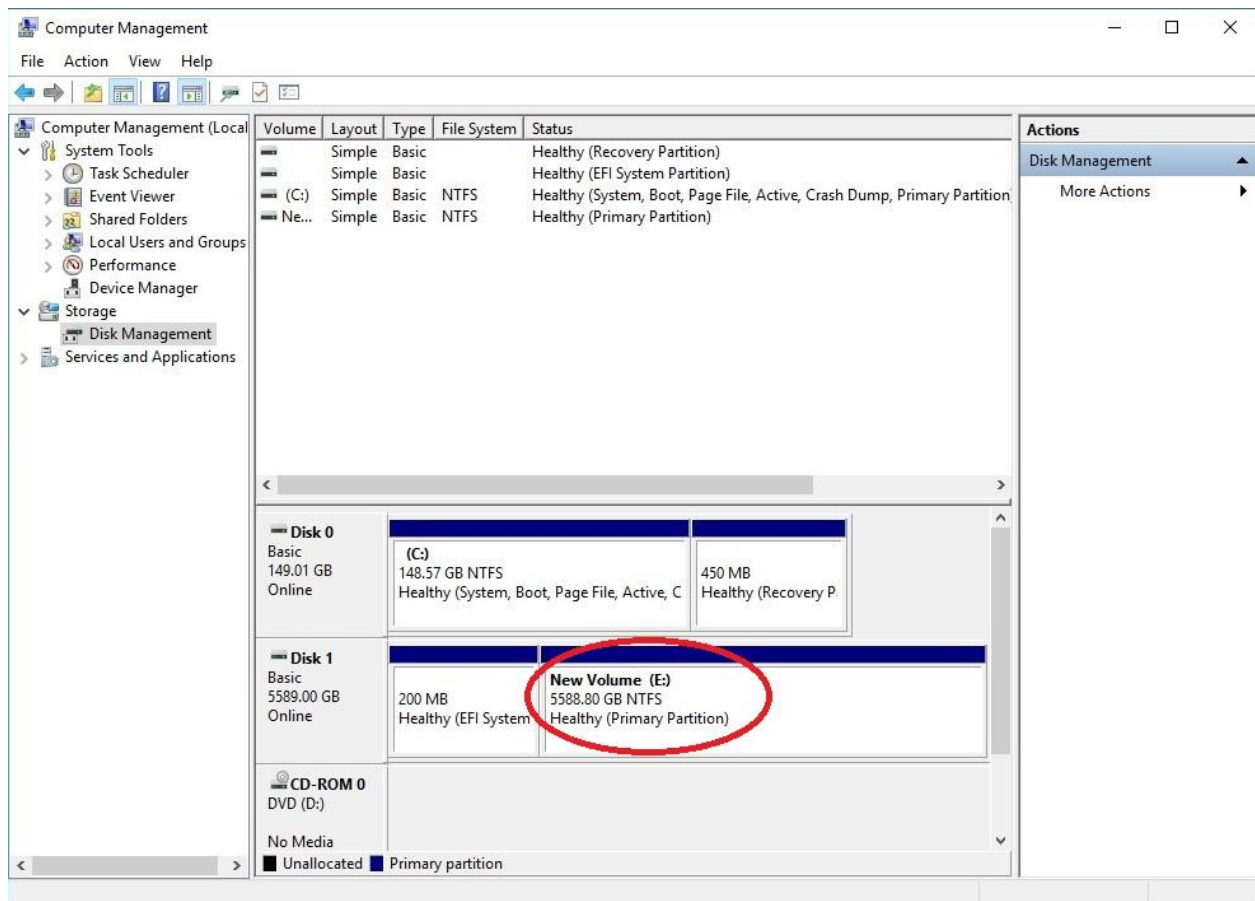 Computer Management
File Action View Help
Computer Management (Local
System Tools
Task Scheduler
Event Viewer
Shared Folders
Local Users and Groups
Performance
Device Manager
Storage
Disk Management
Services and Applications
Volume Layout Type File System Status
Simple Basic Healthy (Recovery Partition)
Simple Basic Healthy (EFI System Partition)
(C:) Simple Basic NTFS Healthy (System, Boot, Page File, Active, Crash Dump, Primary Partition)
Ne... Simple Basic NTFS Healthy (Primary Partition)
Disk 0
Basic
149.01 GB
Online
(C:)
148.57 GB NTFS
Healthy (System, Boot, Page File, Active, C
450 MB
Healthy (Recovery P
Disk 1
Basic
5589.00 GB
Online
200 MB
Healthy (EFI System
New Volume (E:)
5588.80 GB NTFS
Healthy (Primary Partition)
CD-ROM 0
DVD (D:)
No Media
Unallocated Primary partition
Actions
Disk Management
More Actions